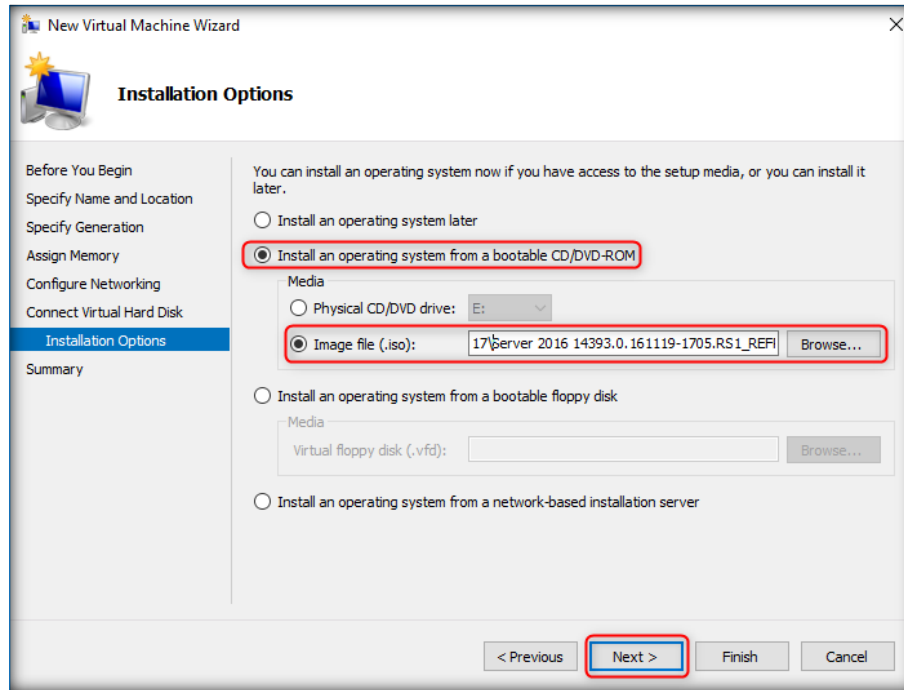 New Virtual Machine Wizard
Installation Options
Before You Begin
Specify Name and Location
Specify Generation
Assign Memory
Configure Networking
Connect Virtual Hard Disk
Installation Options
Summary
You can install an operating system now if you have access to the setup media, or you can install it
later.
Install an operating system later
Install an operating system from a bootable CD/DVD-ROM
Media
Physical CD/DVD drive: E:
Image file (.iso): 17\Server 2016 14393.0.161119-1705.RS1_REFI Browse...
Install an operating system from a bootable floppy disk
Media
Virtual floppy disk (.vfd): Browse...
Install an operating system from a network-based installation server
< Previous Next > Finish Cancel